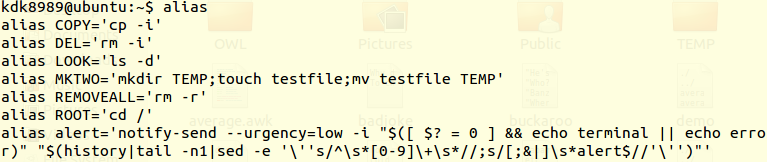 kdk8989@ubuntu:~$ alias
alias COPY='cp -i'
alias DEL='rm -i'
alias LOOK='ls -d'
alias MKTWO='mkdir TEMP;touch testfile;mv testfile TEMP'
alias REMOVEALL='rm -r'
alias ROOT='cd /'
alias alert='notify-send --urgency=low -i "$([ $? = 0 ] && echo terminal || echo erro
r)" "$(history|tail -n1|sed -e '\''s/^\s*[0-9]\+\s*//;s/[;&|]\s*alert$//'\'')"'
OWL
Pictures
Public
TEMP
average.awk
badjoke
buckaroo
demo